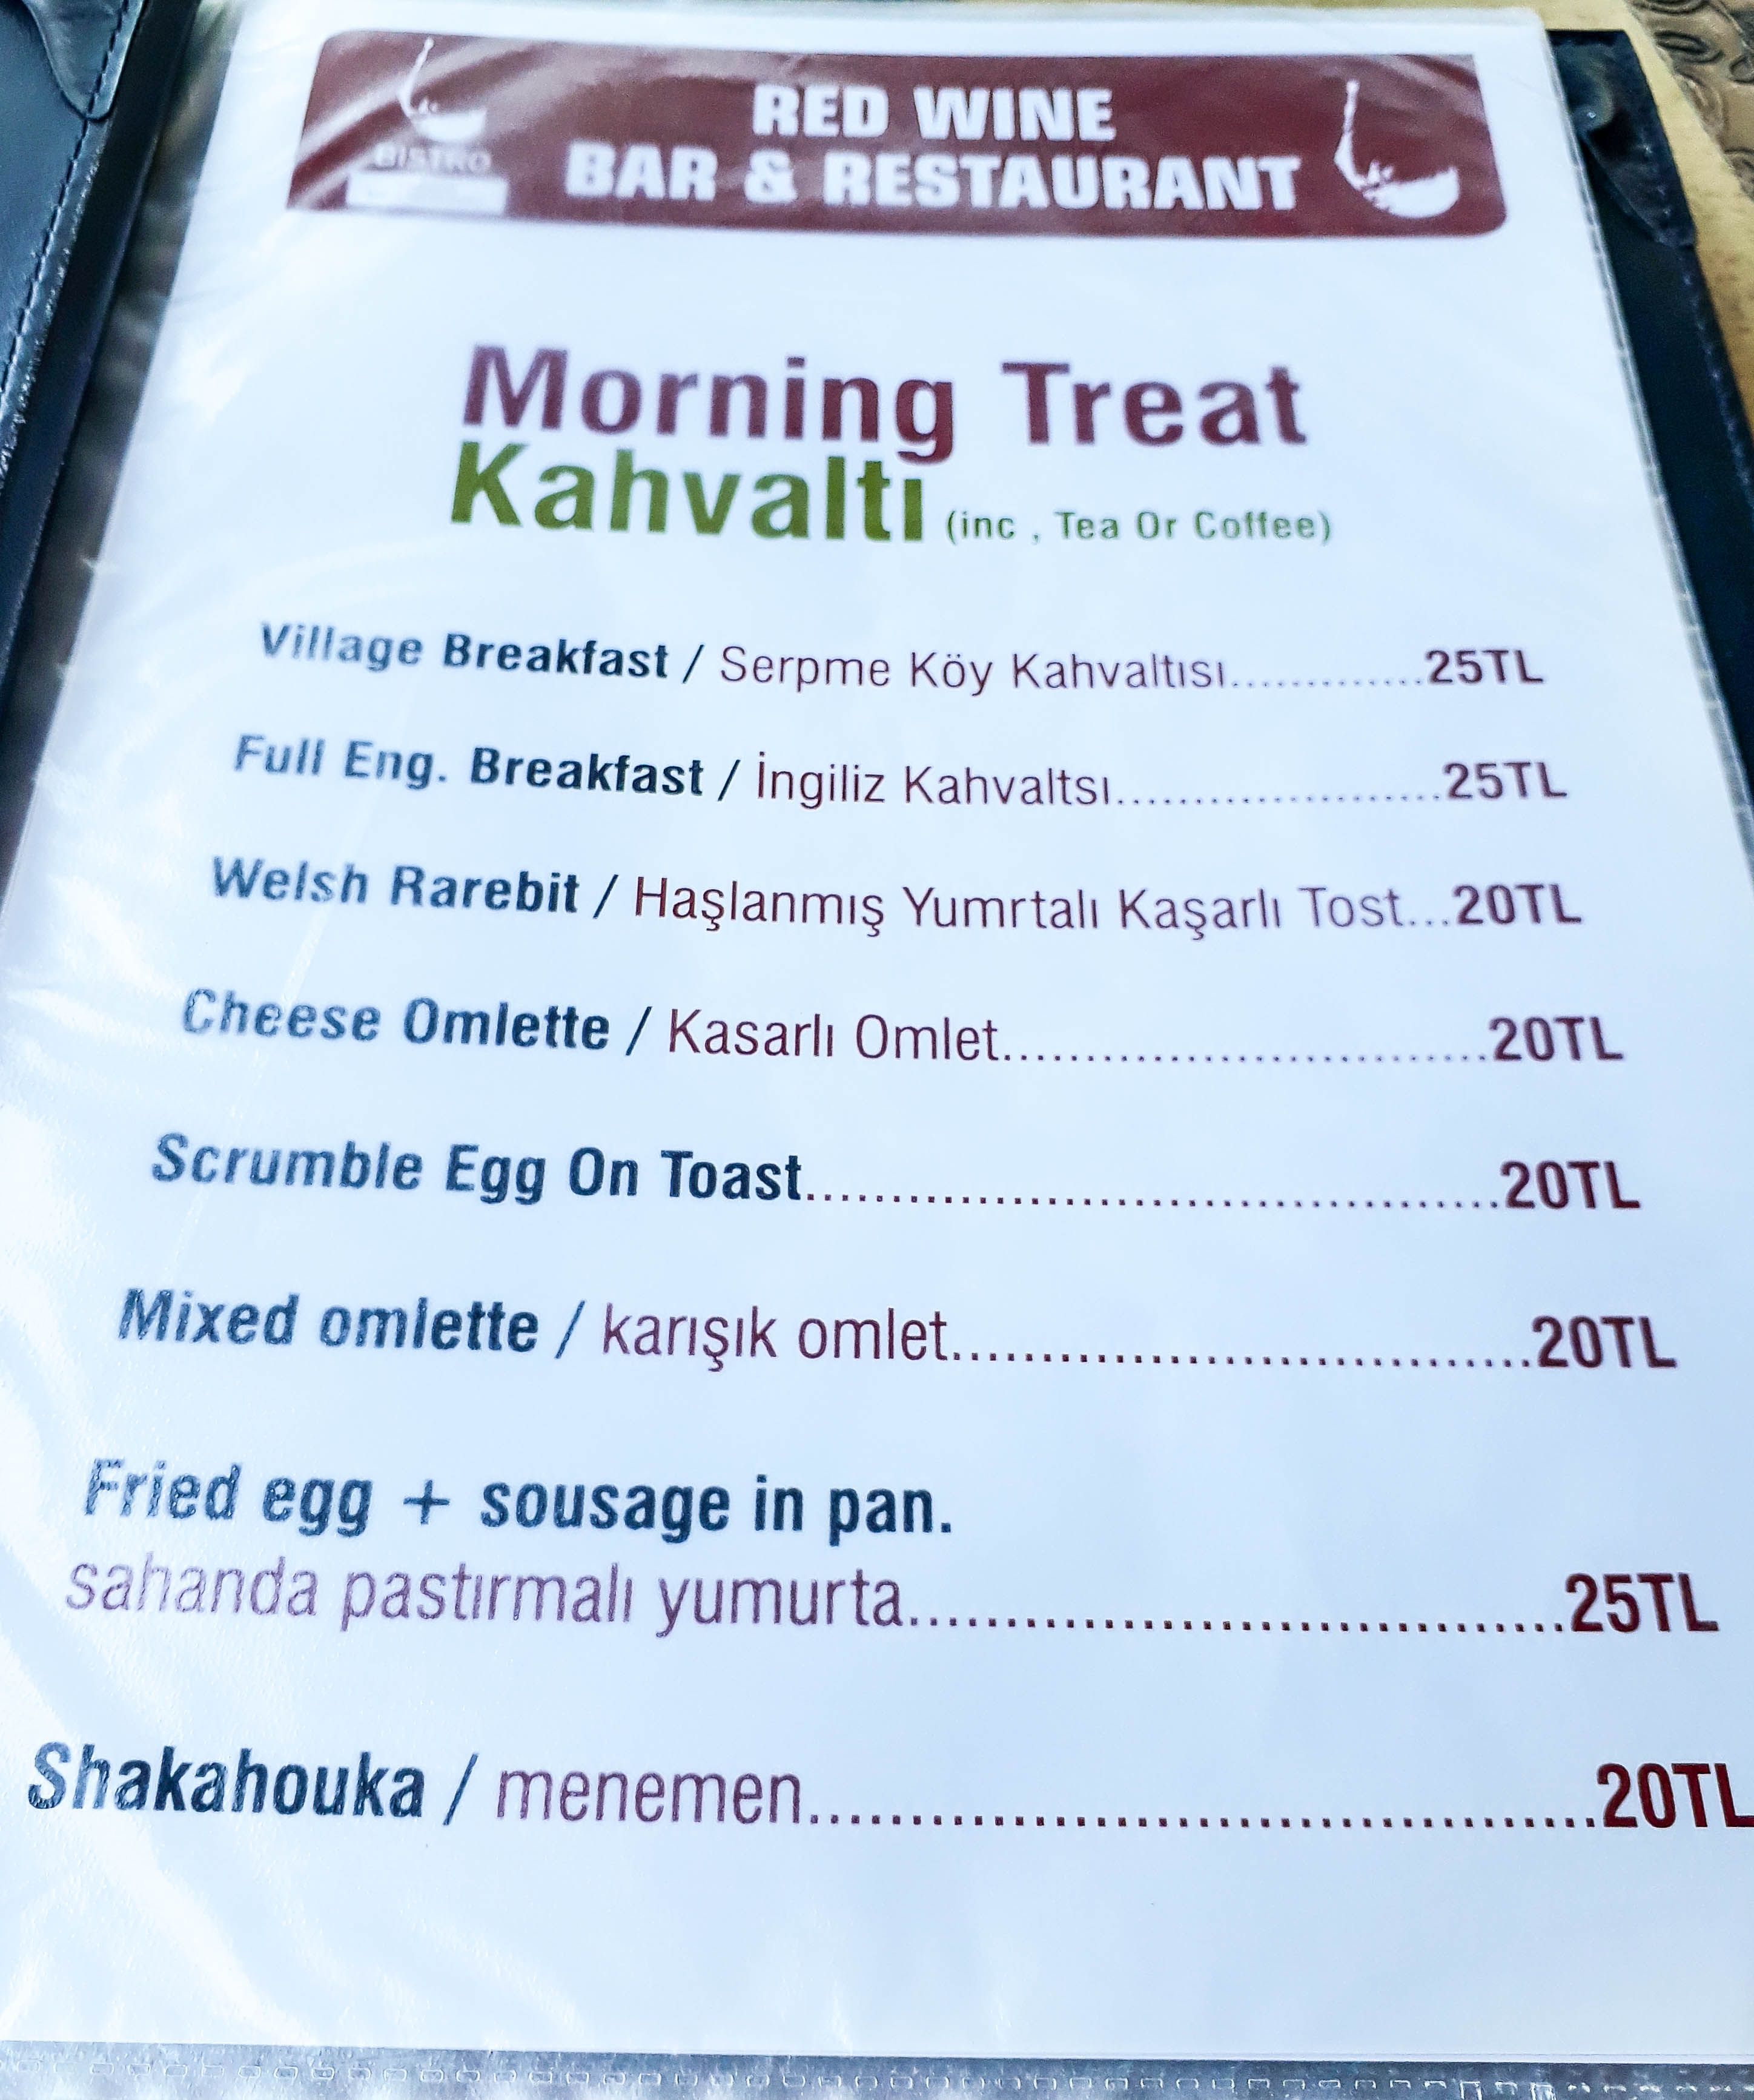 RED WINE
BAR & RESTAURANT
BISTRO
Morning Treat
Kahvaltı (inc , Tea Or Coffee)
Village Breakfast / Serpme Köy Kahvaltısı.............25TL
Full Eng. Breakfast / İngiliz Kahvaltsı.....................25TL
Welsh Rarebit / Haşlanmış Yumrtalı Kaşarlı Tost...20TL
Cheese Omlette / Kasarlı Omlet.............................20TL
Scrumble Egg On Toast.........................................20TL
Mixed omlette / karışık omlet.................................20TL
Fried egg + sousage in pan.
sahanda pastırmalı yumurta...................................25TL
Shakahouka / menemen.......................................20TL